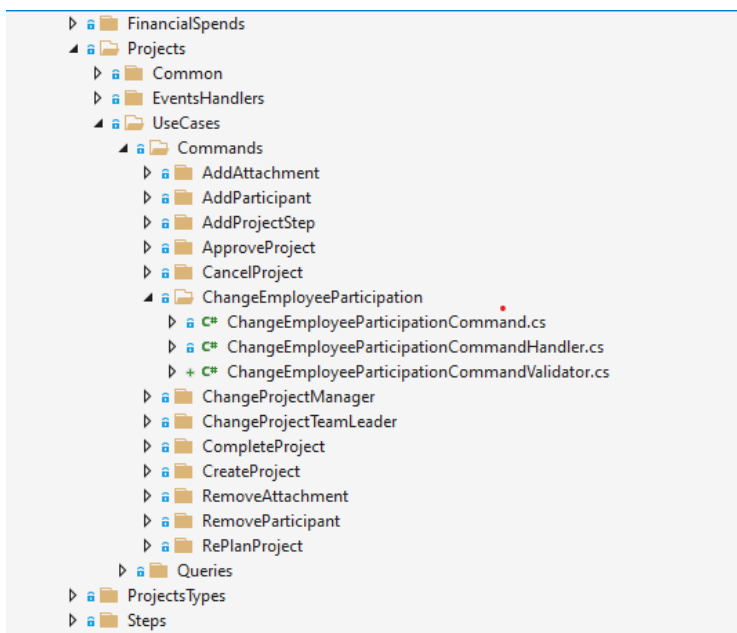 FinancialSpends
Projects
Common
EventsHandlers
UseCases
Commands
AddAttachment
AddParticipant
AddProjectStep
ApproveProject
CancelProject
ChangeEmployeeParticipation
C# ChangeEmployeeParticipationCommand.cs
C# ChangeEmployeeParticipationCommandHandler.cs
+ C# ChangeEmployeeParticipationCommandValidator.cs
ChangeProjectManager
ChangeProjectTeamLeader
CompleteProject
CreateProject
RemoveAttachment
RemoveParticipant
RePlanProject
Queries
ProjectsTypes
Steps